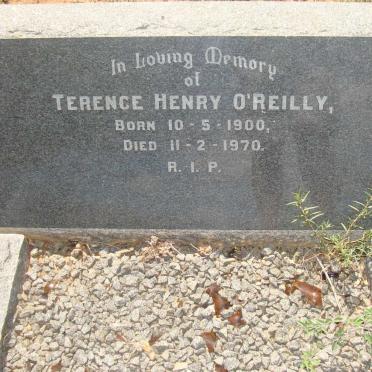 In Loving Memory
of
TERENCE HENRY O'REILLY,
BORN 10-5-1900,
DIED 11-2-1970.
R. I. P.